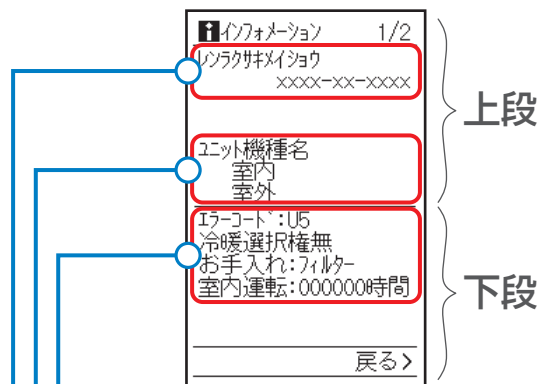 iインフォメーション 1/2
レンラクサキメイショウ
xxxx-xx-xxxx
ユニット機種名
室内
室外
エラーコード:U5
冷暖選択権無
お手入れ:フィルター
室内運転:000000時間
戻る>
上段
下段